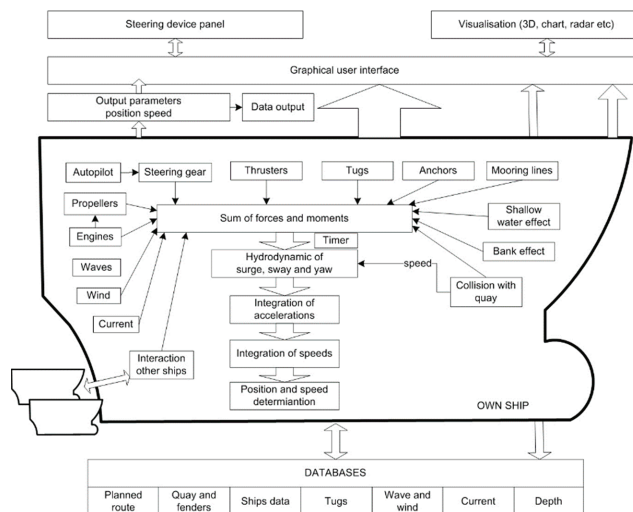 Steering device panel
Visualisation (3D, chart, radar etc)
Graphical user interface
Output parameters
position speed
Data output
Autopilot
Steering gear
Thrusters
Tugs
Anchors
Mooring lines
Propellers
Sum of forces and moments
Shallow
water effect
Engines
Timer
Bank effect
Waves
Hydrodynamic of
surge, sway and yaw
speed
Collision with
quay
Wind
Integration of
accelerations
Current
Interaction
other ships
Integration of speeds
Position and speed
determiantion
OWN SHIP
DATABASES
Planned
route
Quay and
fenders
Ships data
Tugs
Wave and
wind
Current
Depth